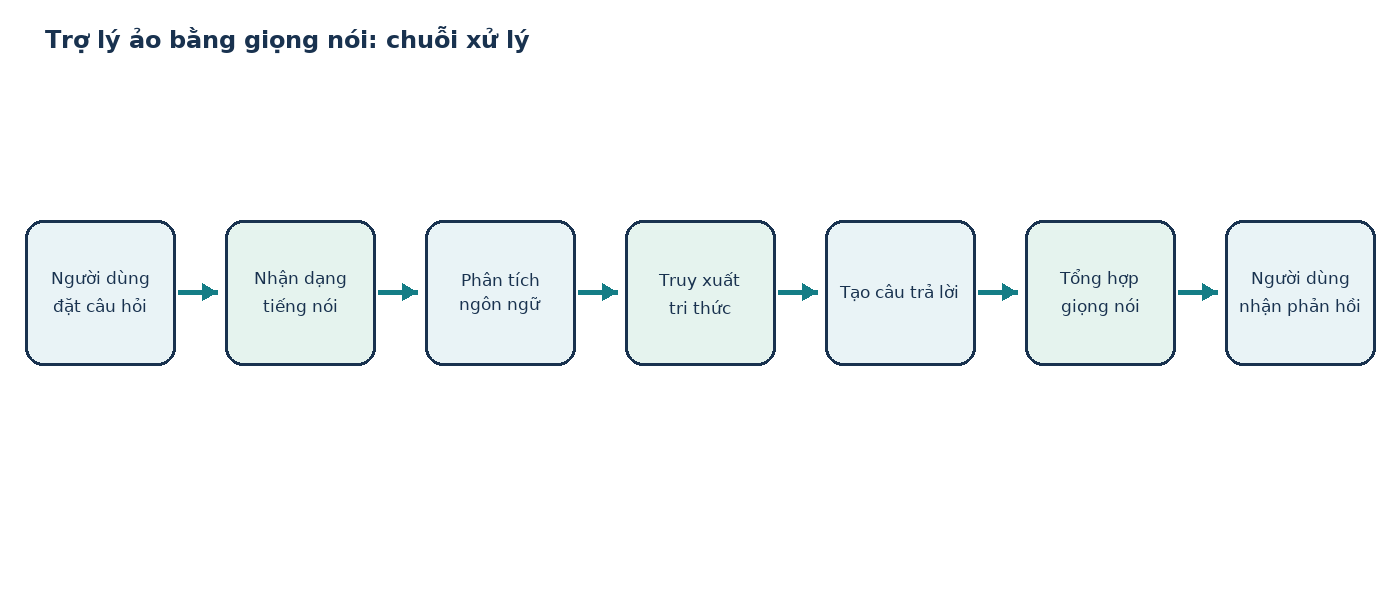 Trợ lý ảo bằng giọng nói: chuỗi xử lý
Người dùng
đặt câu hỏi
Nhận dạng
tiếng nói
Phân tích
ngôn ngữ
Truy xuất
tri thức
Tạo câu trả lời
Tổng hợp
giọng nói
Người dùng
nhận phản hồi